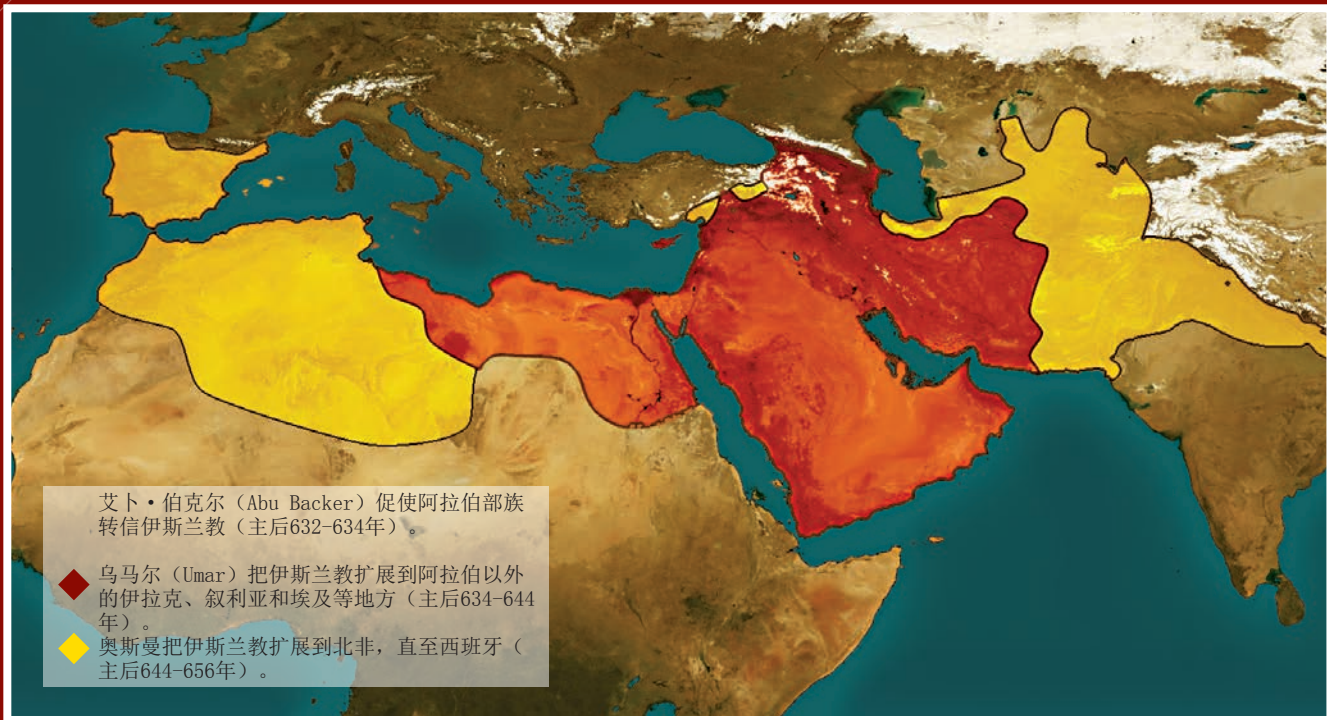 艾卜•伯克尔（Abu Backer）促使阿拉伯部族
转信伊斯兰教（主后632-634年）。
乌马尔（Umar）把伊斯兰教扩展到阿拉伯以外
的伊拉克、叙利亚和埃及等地方（主后634-644
年）。
奥斯曼把伊斯兰教扩展到北非，直至西班牙（
主后644-656年）。